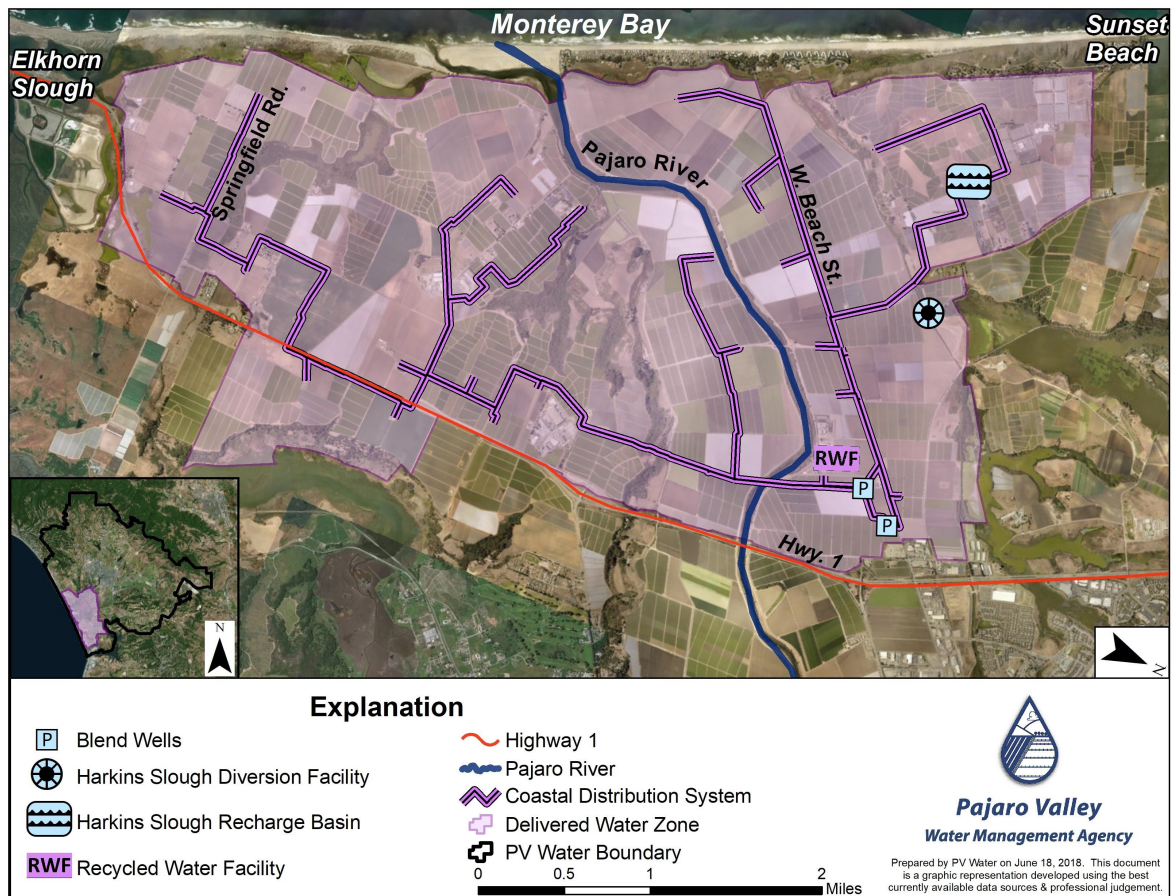 Monterey Bay
Sunset
Beach
Elkhorn
Slough
Springfield Rd.
Pajaro River
W. Beach St.
RWF
P
P
Hwy. 1
N
N
Explanation
P Blend Wells
Harkins Slough Diversion Facility
Harkins Slough Recharge Basin
RWF Recycled Water Facility
Highway 1
Pajaro River
Coastal Distribution System
Delivered Water Zone
PV Water Boundary
0 0.5 1 2
Miles
Pajaro Valley
Water Management Agency
Prepared by PV Water on June 18, 2018. This document
is a graphic representation developed using the best
currently available data sources & professional judgement.